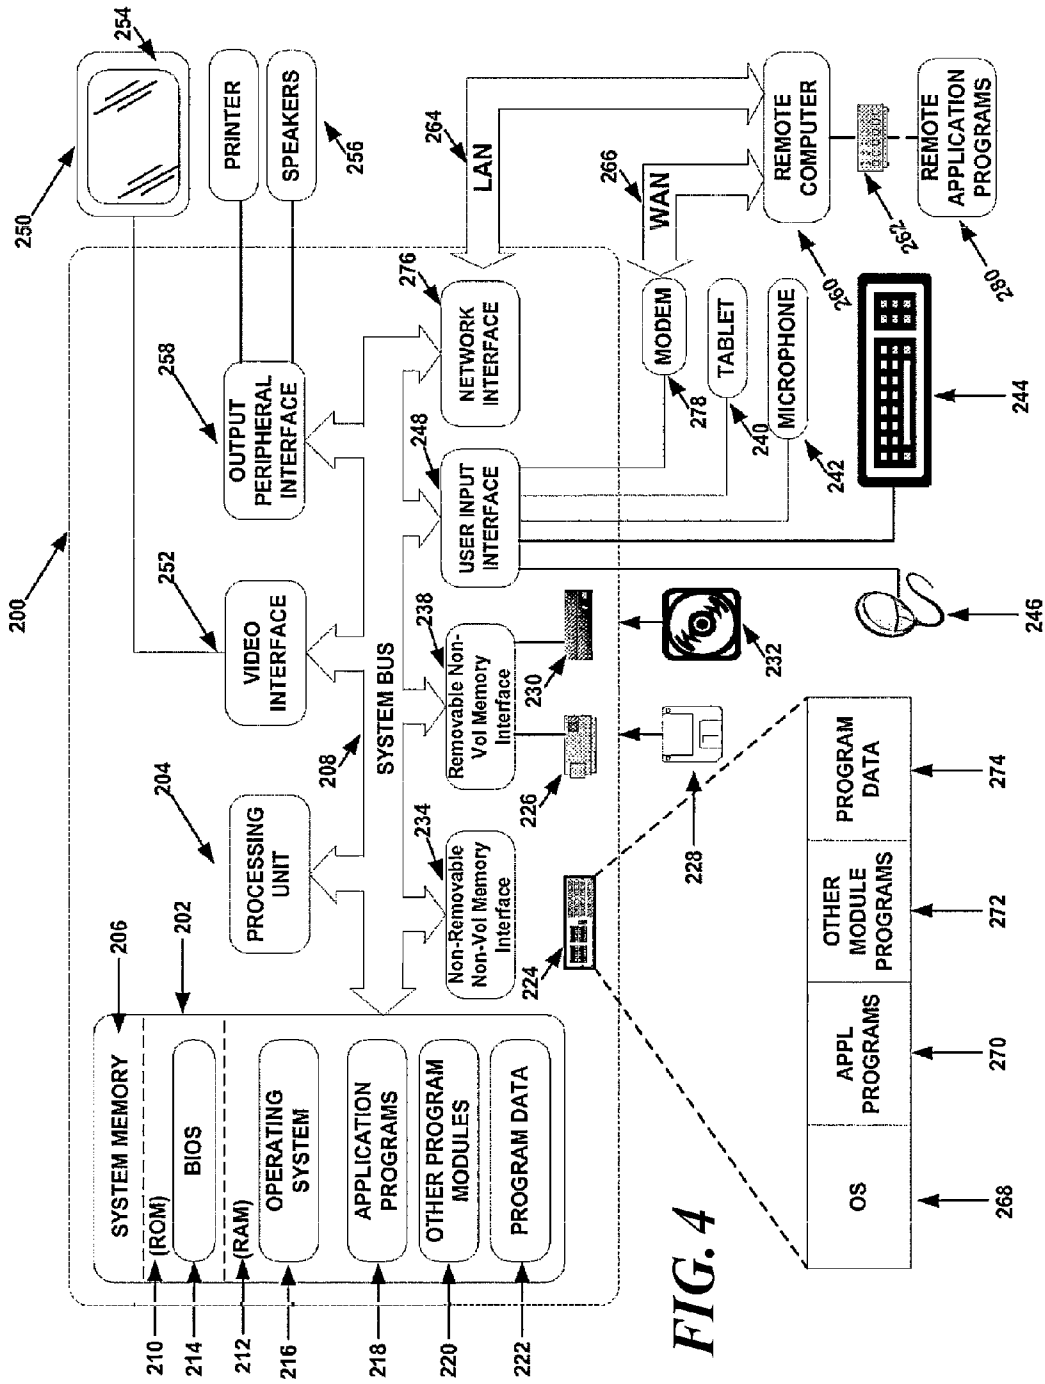 200
206
SYSTEM MEMORY
210
(ROM)
202
214
BIOS
212
(RAM)
216
OPERATING
SYSTEM
218
APPLICATION
PROGRAMS
220
OTHER PROGRAM
MODULES
222
PROGRAM DATA
204
PROCESSING
UNIT
252
VIDEO
INTERFACE
258
OUTPUT
PERIPHERAL
INTERFACE
250
254
PRINTER
SPEAKERS
256
208
SYSTEM BUS
234
Non-Removable
Non-Vol Memory
Interface
238
Removable Non-
Vol Memory
Interface
248
USER INPUT
INTERFACE
276
NETWORK
INTERFACE
264
LAN
266
WAN
224
226
230
228
232
MODEM
278
TABLET
240
MICROPHONE
242
REMOTE
COMPUTER
260
262
REMOTE
APPLICATION
PROGRAMS
280
244
246
OS
APPL
PROGRAMS
OTHER
MODULE
PROGRAMS
PROGRAM
DATA
268
270
272
274
FIG. 4